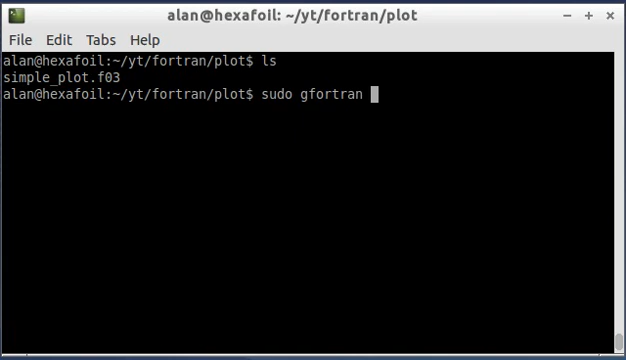 alan@hexafoil: ~/yt/fortran/plot
File Edit Tabs Help
alan@hexafoil:~/yt/fortran/plot$ ls
simple_plot.f03
alan@hexafoil:~/yt/fortran/plot$ sudo gfortran